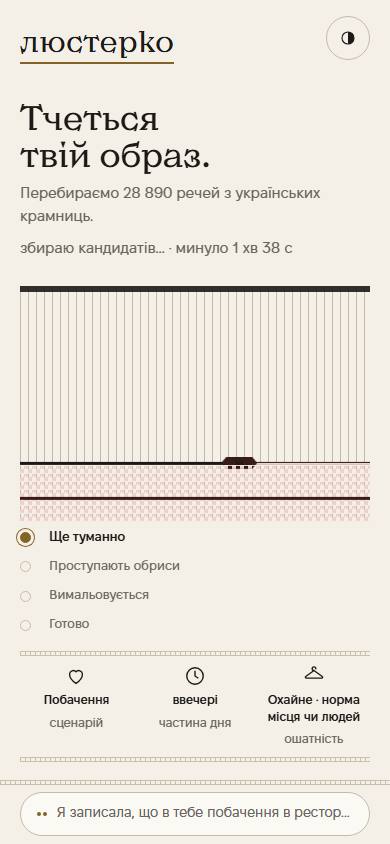 люстерко
Тчеться
твій образ.
Перебираємо 28 890 речей з українських
крамниць.
збираю кандидатів… · минуло 1 хв 38 с
Ще туманно
Проступають обриси
Вимальовується
Готово
Побачення
сценарій
ввечері
частина дня
Охайне · норма
місця чи людей
ошатність
Я записала, що в тебе побачення в рестор…